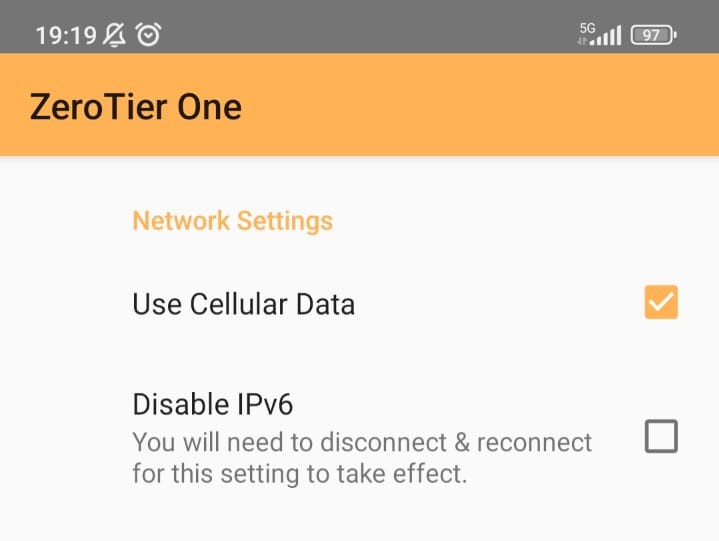 19:19 5G 97
ZeroTier One
Network Settings
Use Cellular Data
Disable IPv6
You will need to disconnect & reconnect
for this setting to take effect.